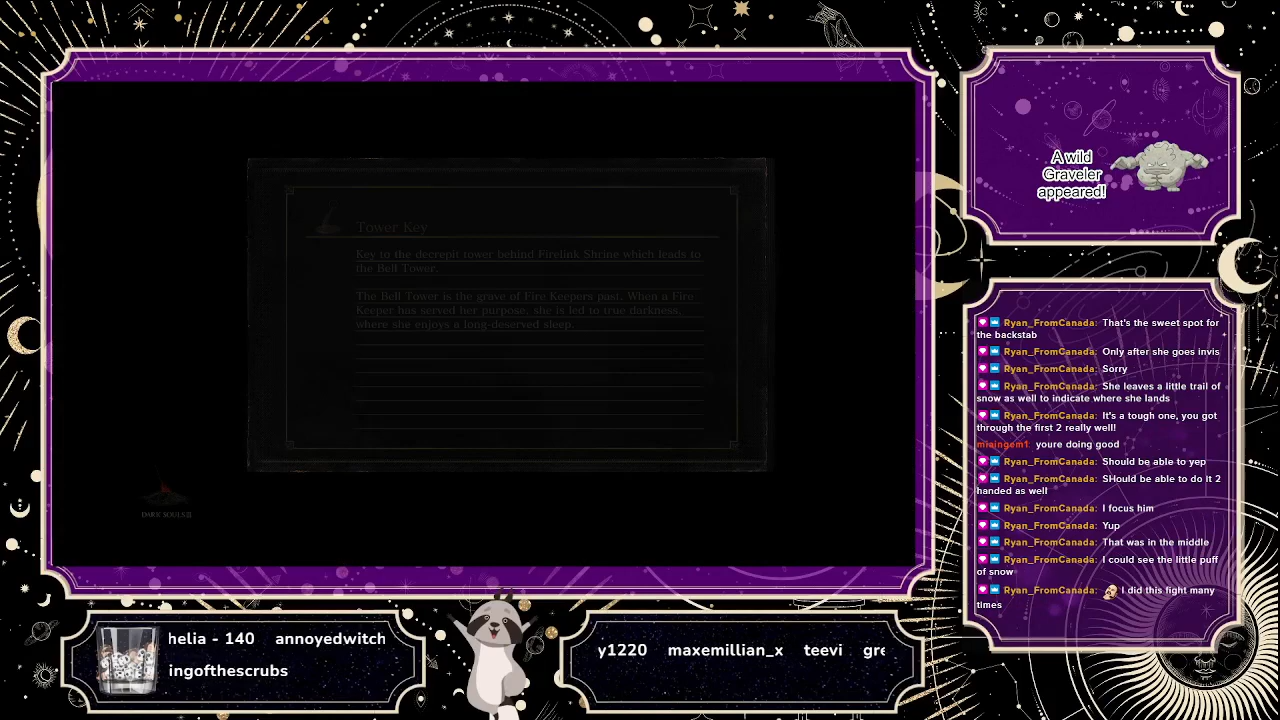 Tower Key
Key to the decrepit tower behind Firelink Shrine which leads to
the Bell Tower.
The Bell Tower is the grave of Fire Keepers past. When a Fire
Keeper has served her purpose, she is led to true darkness,
where she enjoys a long-deserved sleep.
DARK SOULS III
A wild
Graveler
appeared!
Ryan_FromCanada: That's the sweet spot for
the backstab
Ryan_FromCanada: Only after she goes invis
Ryan_FromCanada: Sorry
Ryan_FromCanada: She leaves a little trail of
snow as well to indicate where she lands
Ryan_FromCanada: It's a tough one, you got
through the first 2 really well!
miaingem1: youre doing good
Ryan_FromCanada: Should be able to yep
Ryan_FromCanada: SHould be able to do it 2
handed as well
Ryan_FromCanada: I focus him
Ryan_FromCanada: Yup
Ryan_FromCanada: That was in the middle
Ryan_FromCanada: I could see the little puff
of snow
Ryan_FromCanada: I did this fight many
times
helia - 140 annoyedwitch
ingofthescrubs
y1220 maxemillian_x teevi gre